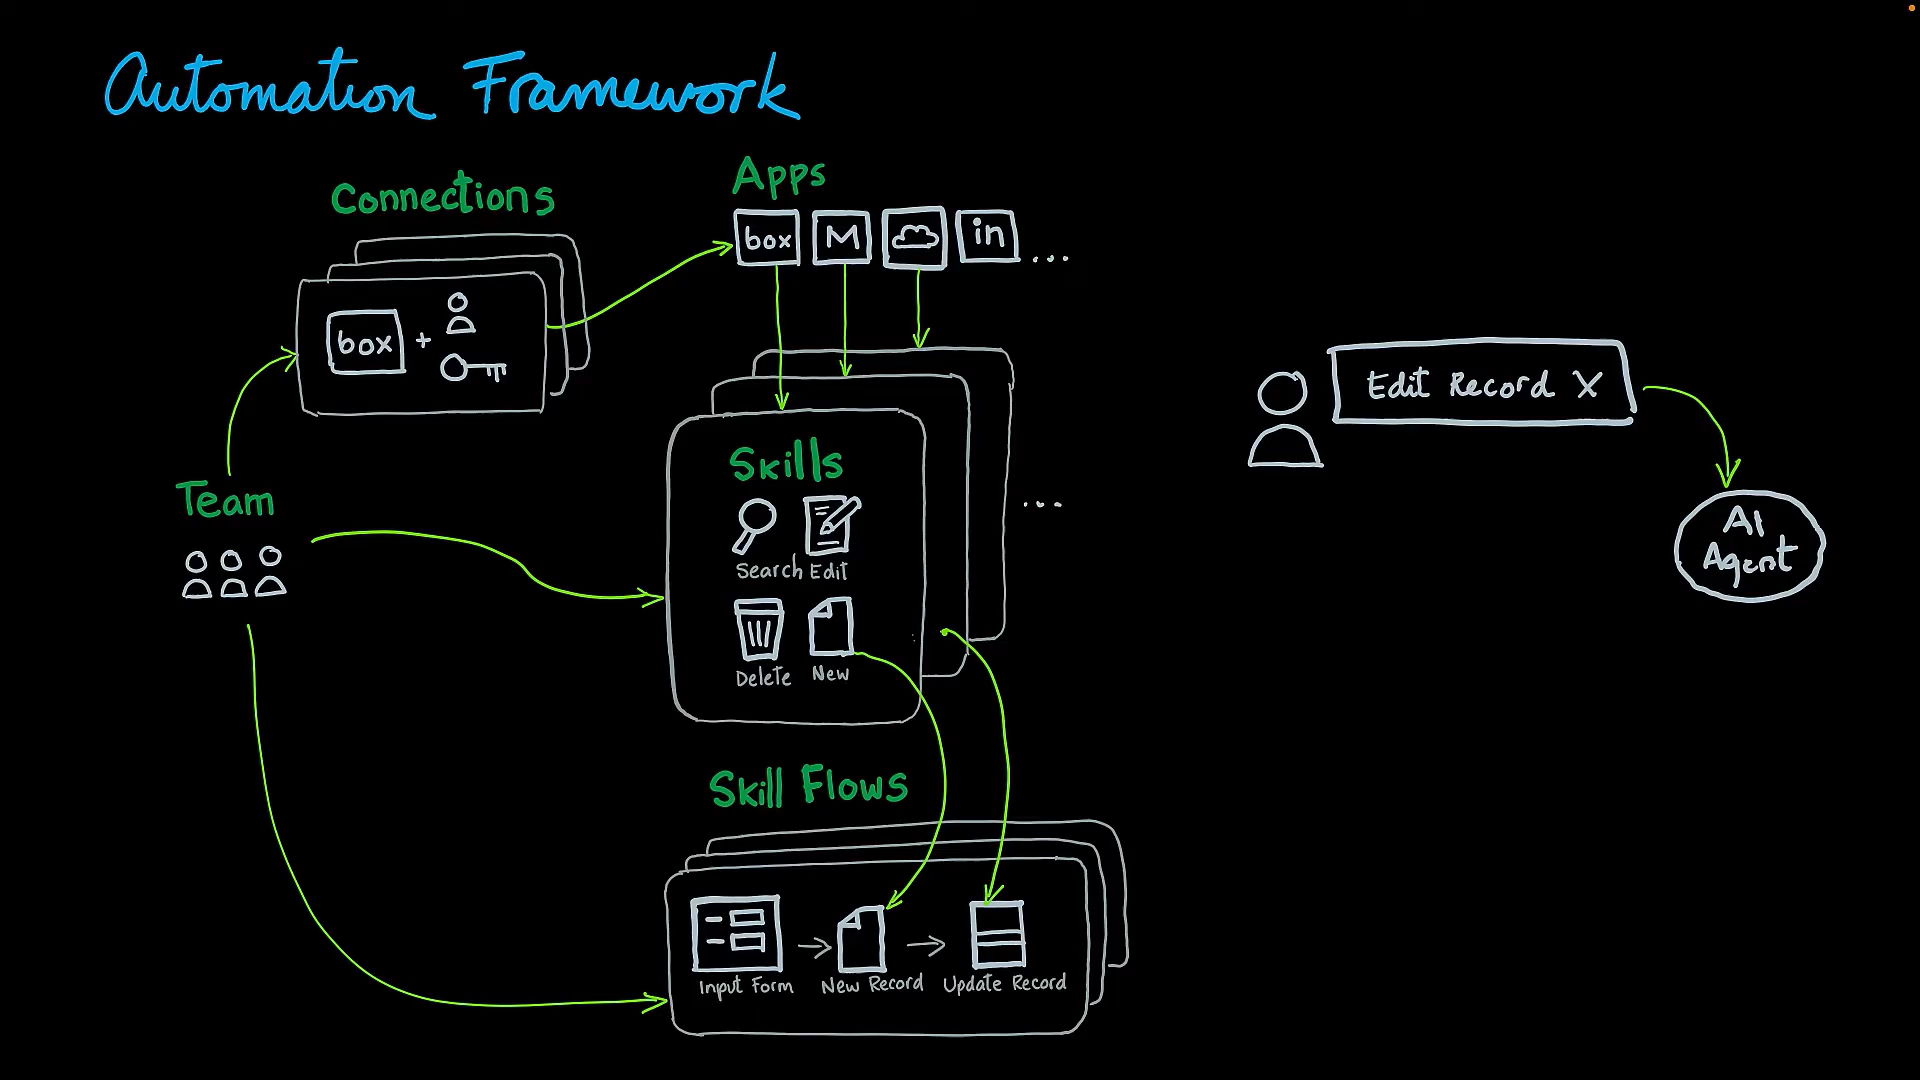 Automation Framework
Connections
Apps
box
M
in
...
box +
Edit Record X
Skills
Team
...
AI
Agent
Search Edit
Delete New
Skill Flows
Input Form New Record Update Record